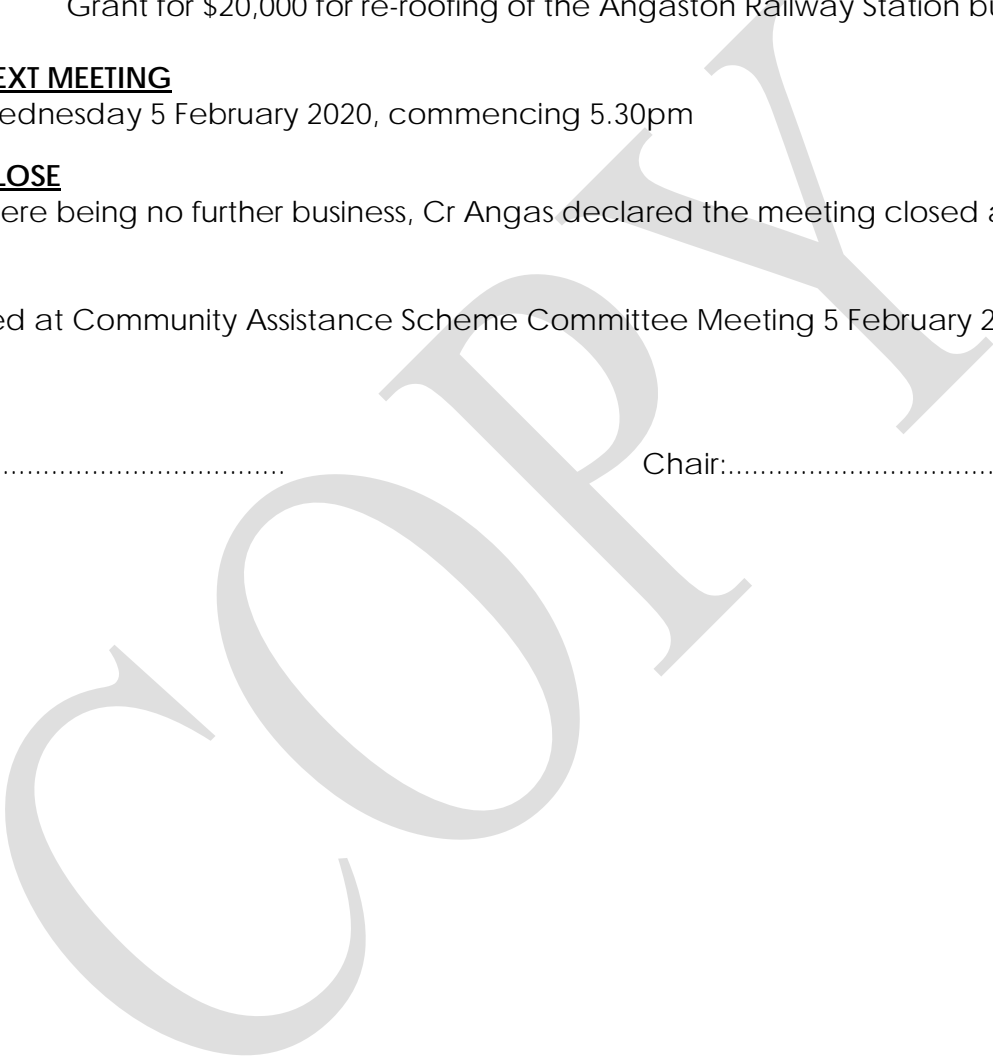 Grant for $20,000 for re-roofing of the Angaston Railway Station bu
EXT MEETING
ednesday 5 February 2020, commencing 5.30pm
LOSE
ere being no further business, Cr Angas declared the meeting closed a
ed at Community Assistance Scheme Committee Meeting 5 February 2
................................... Chair:.................................
COPY